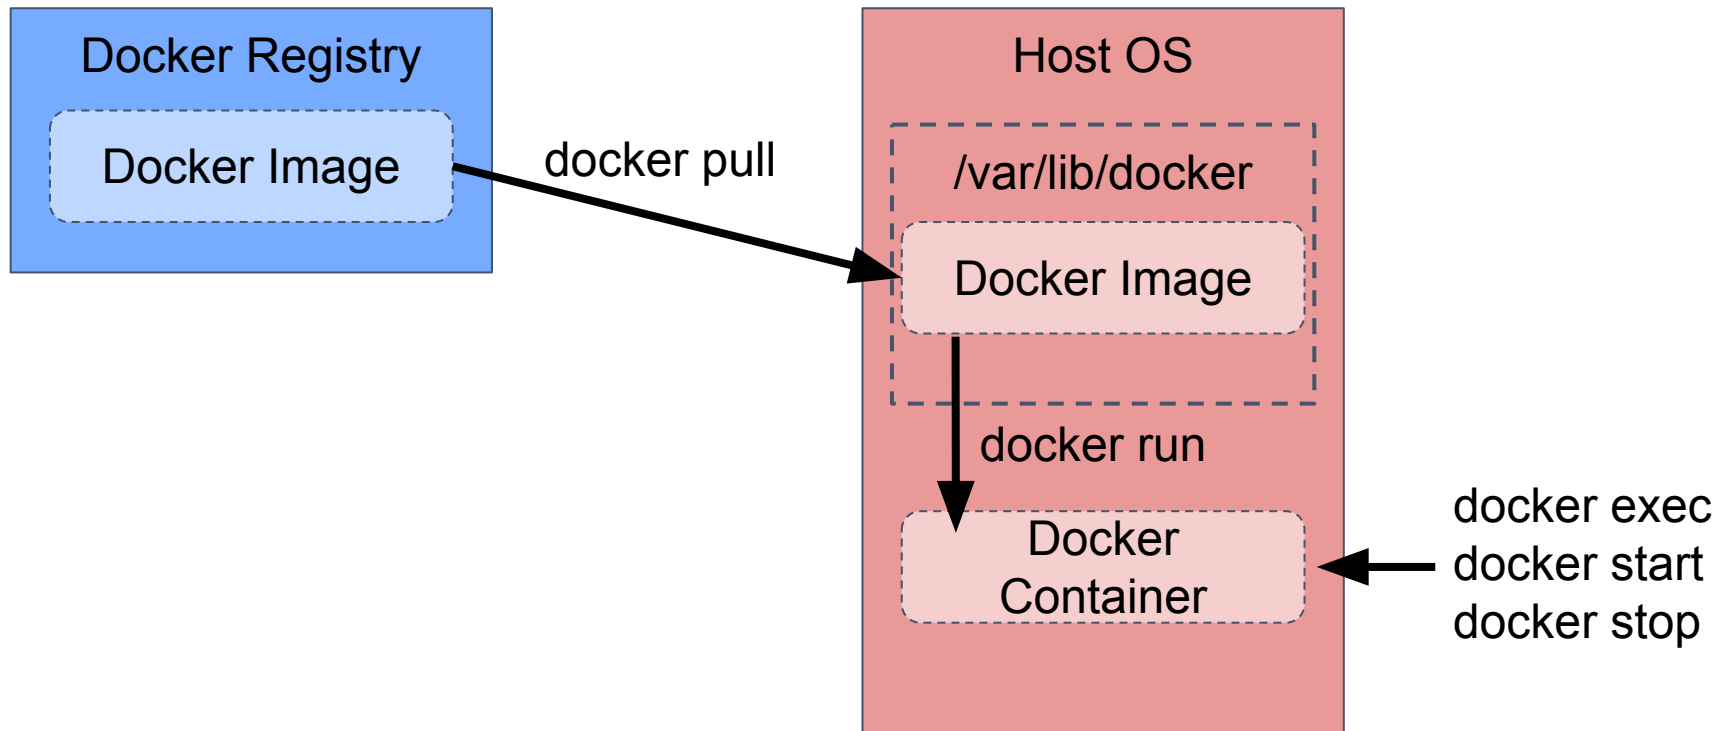 Docker Registry
Docker Image
docker pull
Host OS
/var/lib/docker
Docker Image
docker run
Docker
Container
docker exec
docker start
docker stop